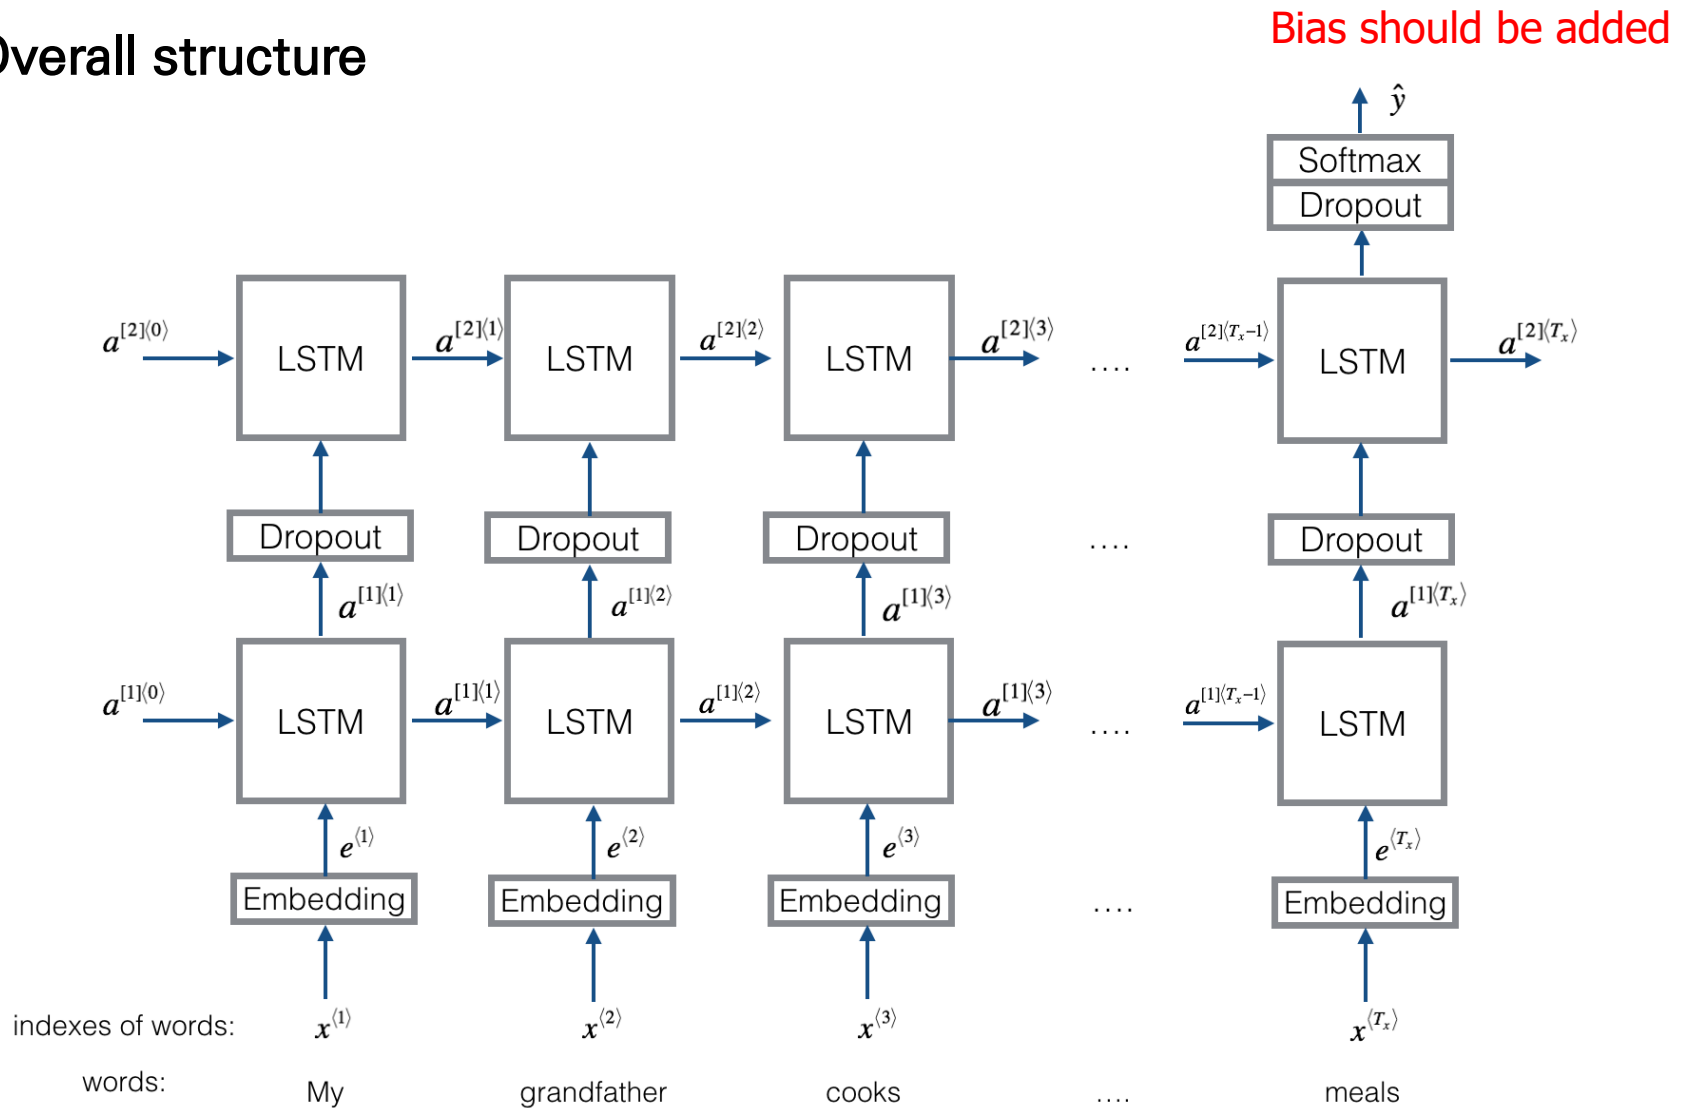 Overall structure
Bias should be added
ŷ
Softmax
Dropout
a^[2]⟨0⟩ LSTM a^[2]⟨1⟩ LSTM a^[2]⟨2⟩ LSTM a^[2]⟨3⟩ .... a^[2]⟨Tₓ−1⟩ LSTM a^[2]⟨Tₓ⟩
Dropout Dropout Dropout .... Dropout
a^[1]⟨1⟩ a^[1]⟨2⟩ a^[1]⟨3⟩ a^[1]⟨Tₓ⟩
a^[1]⟨0⟩ LSTM a^[1]⟨1⟩ LSTM a^[1]⟨2⟩ LSTM a^[1]⟨3⟩ .... a^[1]⟨Tₓ−1⟩ LSTM
e^⟨1⟩ e^⟨2⟩ e^⟨3⟩ e^⟨Tₓ⟩
Embedding Embedding Embedding .... Embedding
indexes of words: x^⟨1⟩ x^⟨2⟩ x^⟨3⟩ x^⟨Tₓ⟩
words: My grandfather cooks .... meals